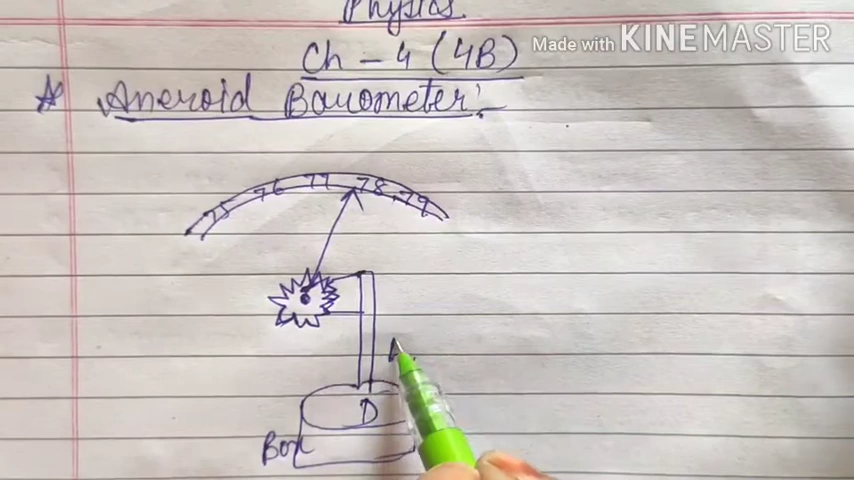 Physics
Made with KINEMASTER
Ch - 4 (4B)
* Aneroid Barometer:-
75 76 77 78 79
D
Box